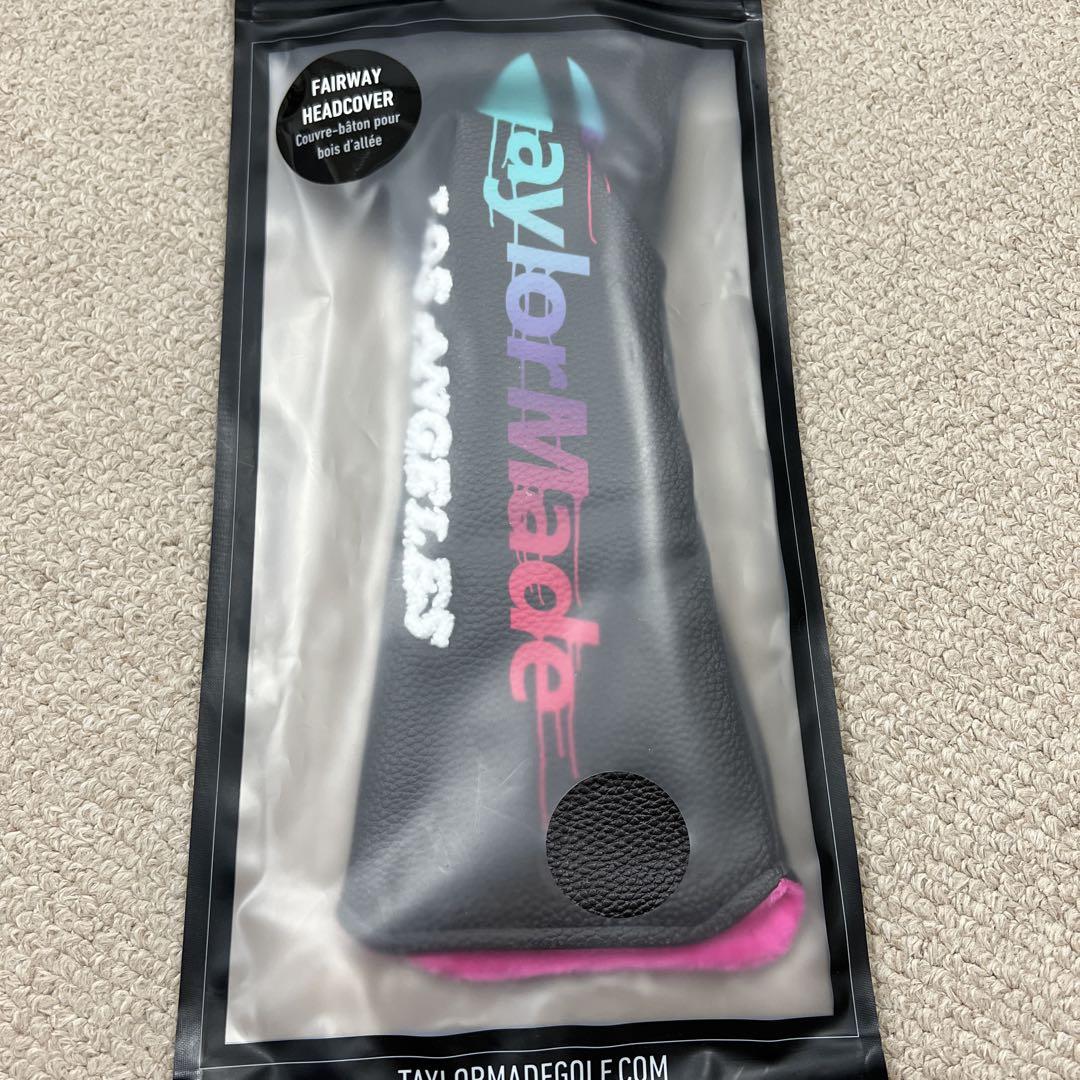 FAIRWAY
HEADCOVER
Couvre-bâton pour
bois d'allée
TaylorMade
LOS ANGELES
TAYLORMADEGOLF.COM